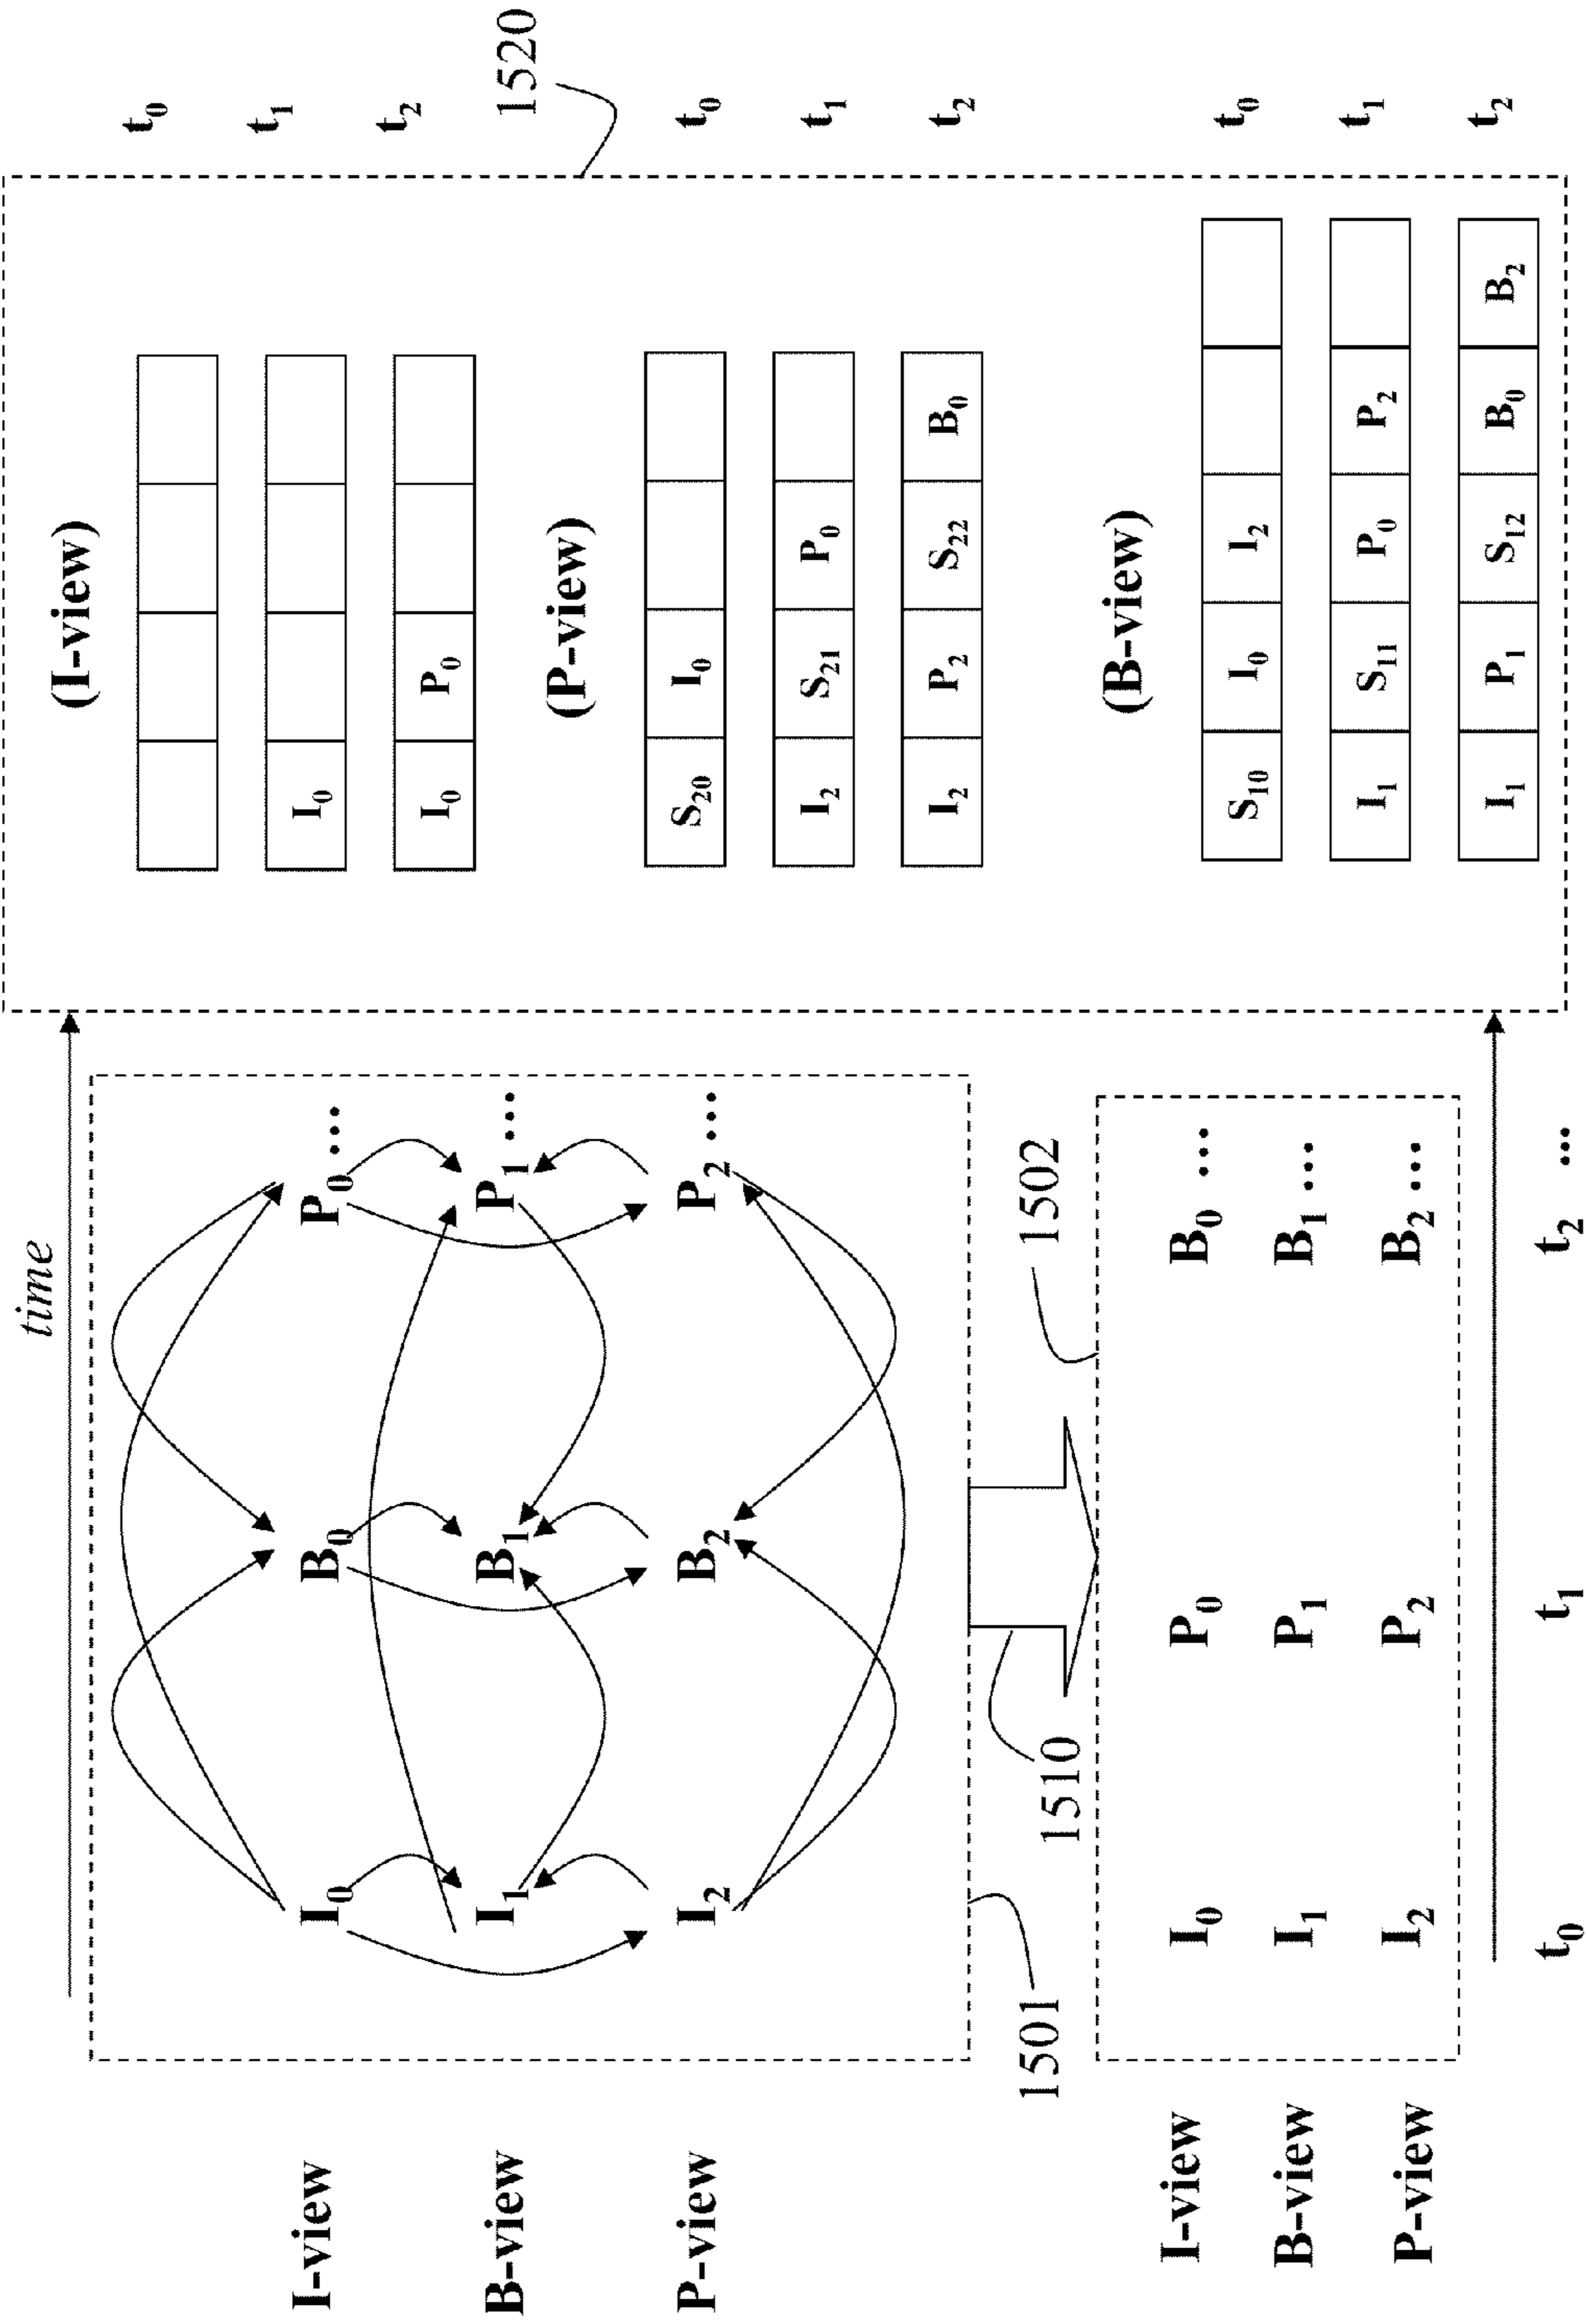 time
I-view I₀ B₀ P₀ ...
B-view I₁ B₁ P₁ ...
P-view I₂ B₂ P₂ ...
1501
1510
1502
I-view I₀ P₀ B₀ ...
B-view I₁ P₁ B₁ ...
P-view I₂ P₂ B₂ ...
t₀ t₁ t₂ ...
(I-view)
t₀
I₀ t₁
I₀ P₀ t₂
1520
(P-view)
S₂₀ I₀ t₀
I₂ S₂₁ P₀ t₁
I₂ P₂ S₂₂ B₀ t₂
(B-view)
S₁₀ I₀ I₂ t₀
I₁ S₁₁ P₀ P₂ t₁
I₁ P₁ S₁₂ B₀ B₂ t₂